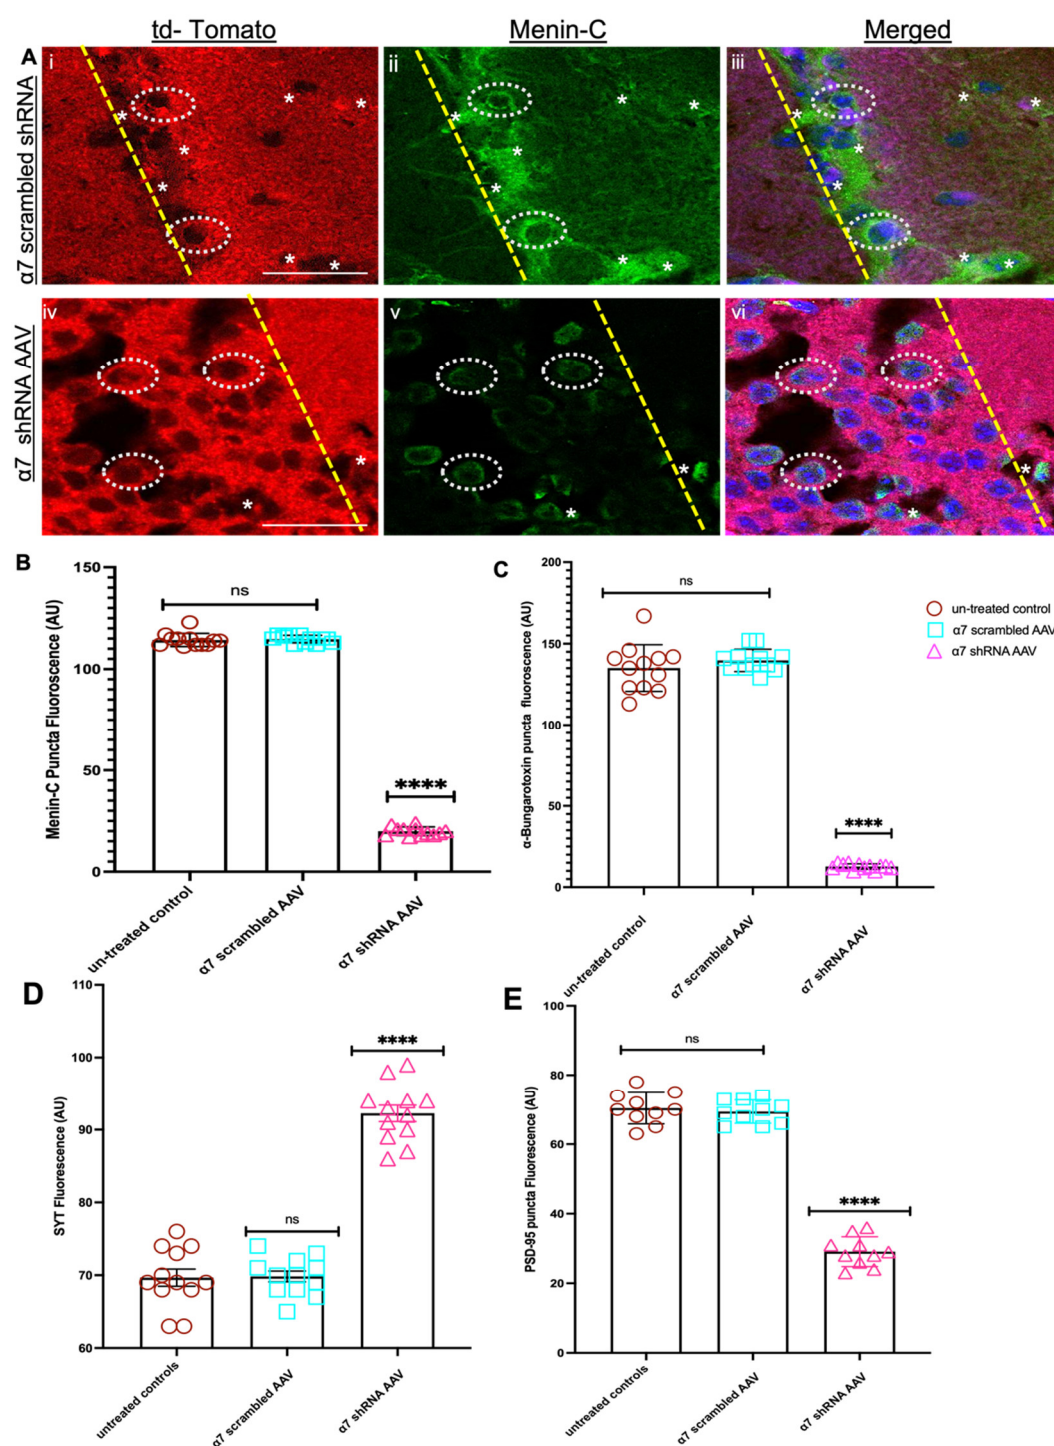 td- Tomato
Menin-C
Merged
A
α7 scrambled shRNA
i
ii
iii
α7 shRNA AAV
iv
v
vi
B
Menin-C Puncta Fluorescence (AU)
150
100
50
0
ns
****
un-treated control
α7 scrambled AAV
α7 shRNA AAV
C
α-Bungarotoxin puncta fluoroscence (AU)
200
150
100
50
0
ns
****
un-treated control
α7 scrambled AAV
α7 shRNA AAV
un-treated control
α7 scrambled AAV
α7 shRNA AAV
D
SYT Fluorescence (AU)
110
100
90
80
70
60
ns
****
untreated controls
α7 scrambled AAV
α7 shRNA AAV
E
PSD-95 puncta Fluorescence (AU)
100
80
60
40
20
0
ns
****
untreated controls
α7 scrambled AAV
α7 shRNA AAV